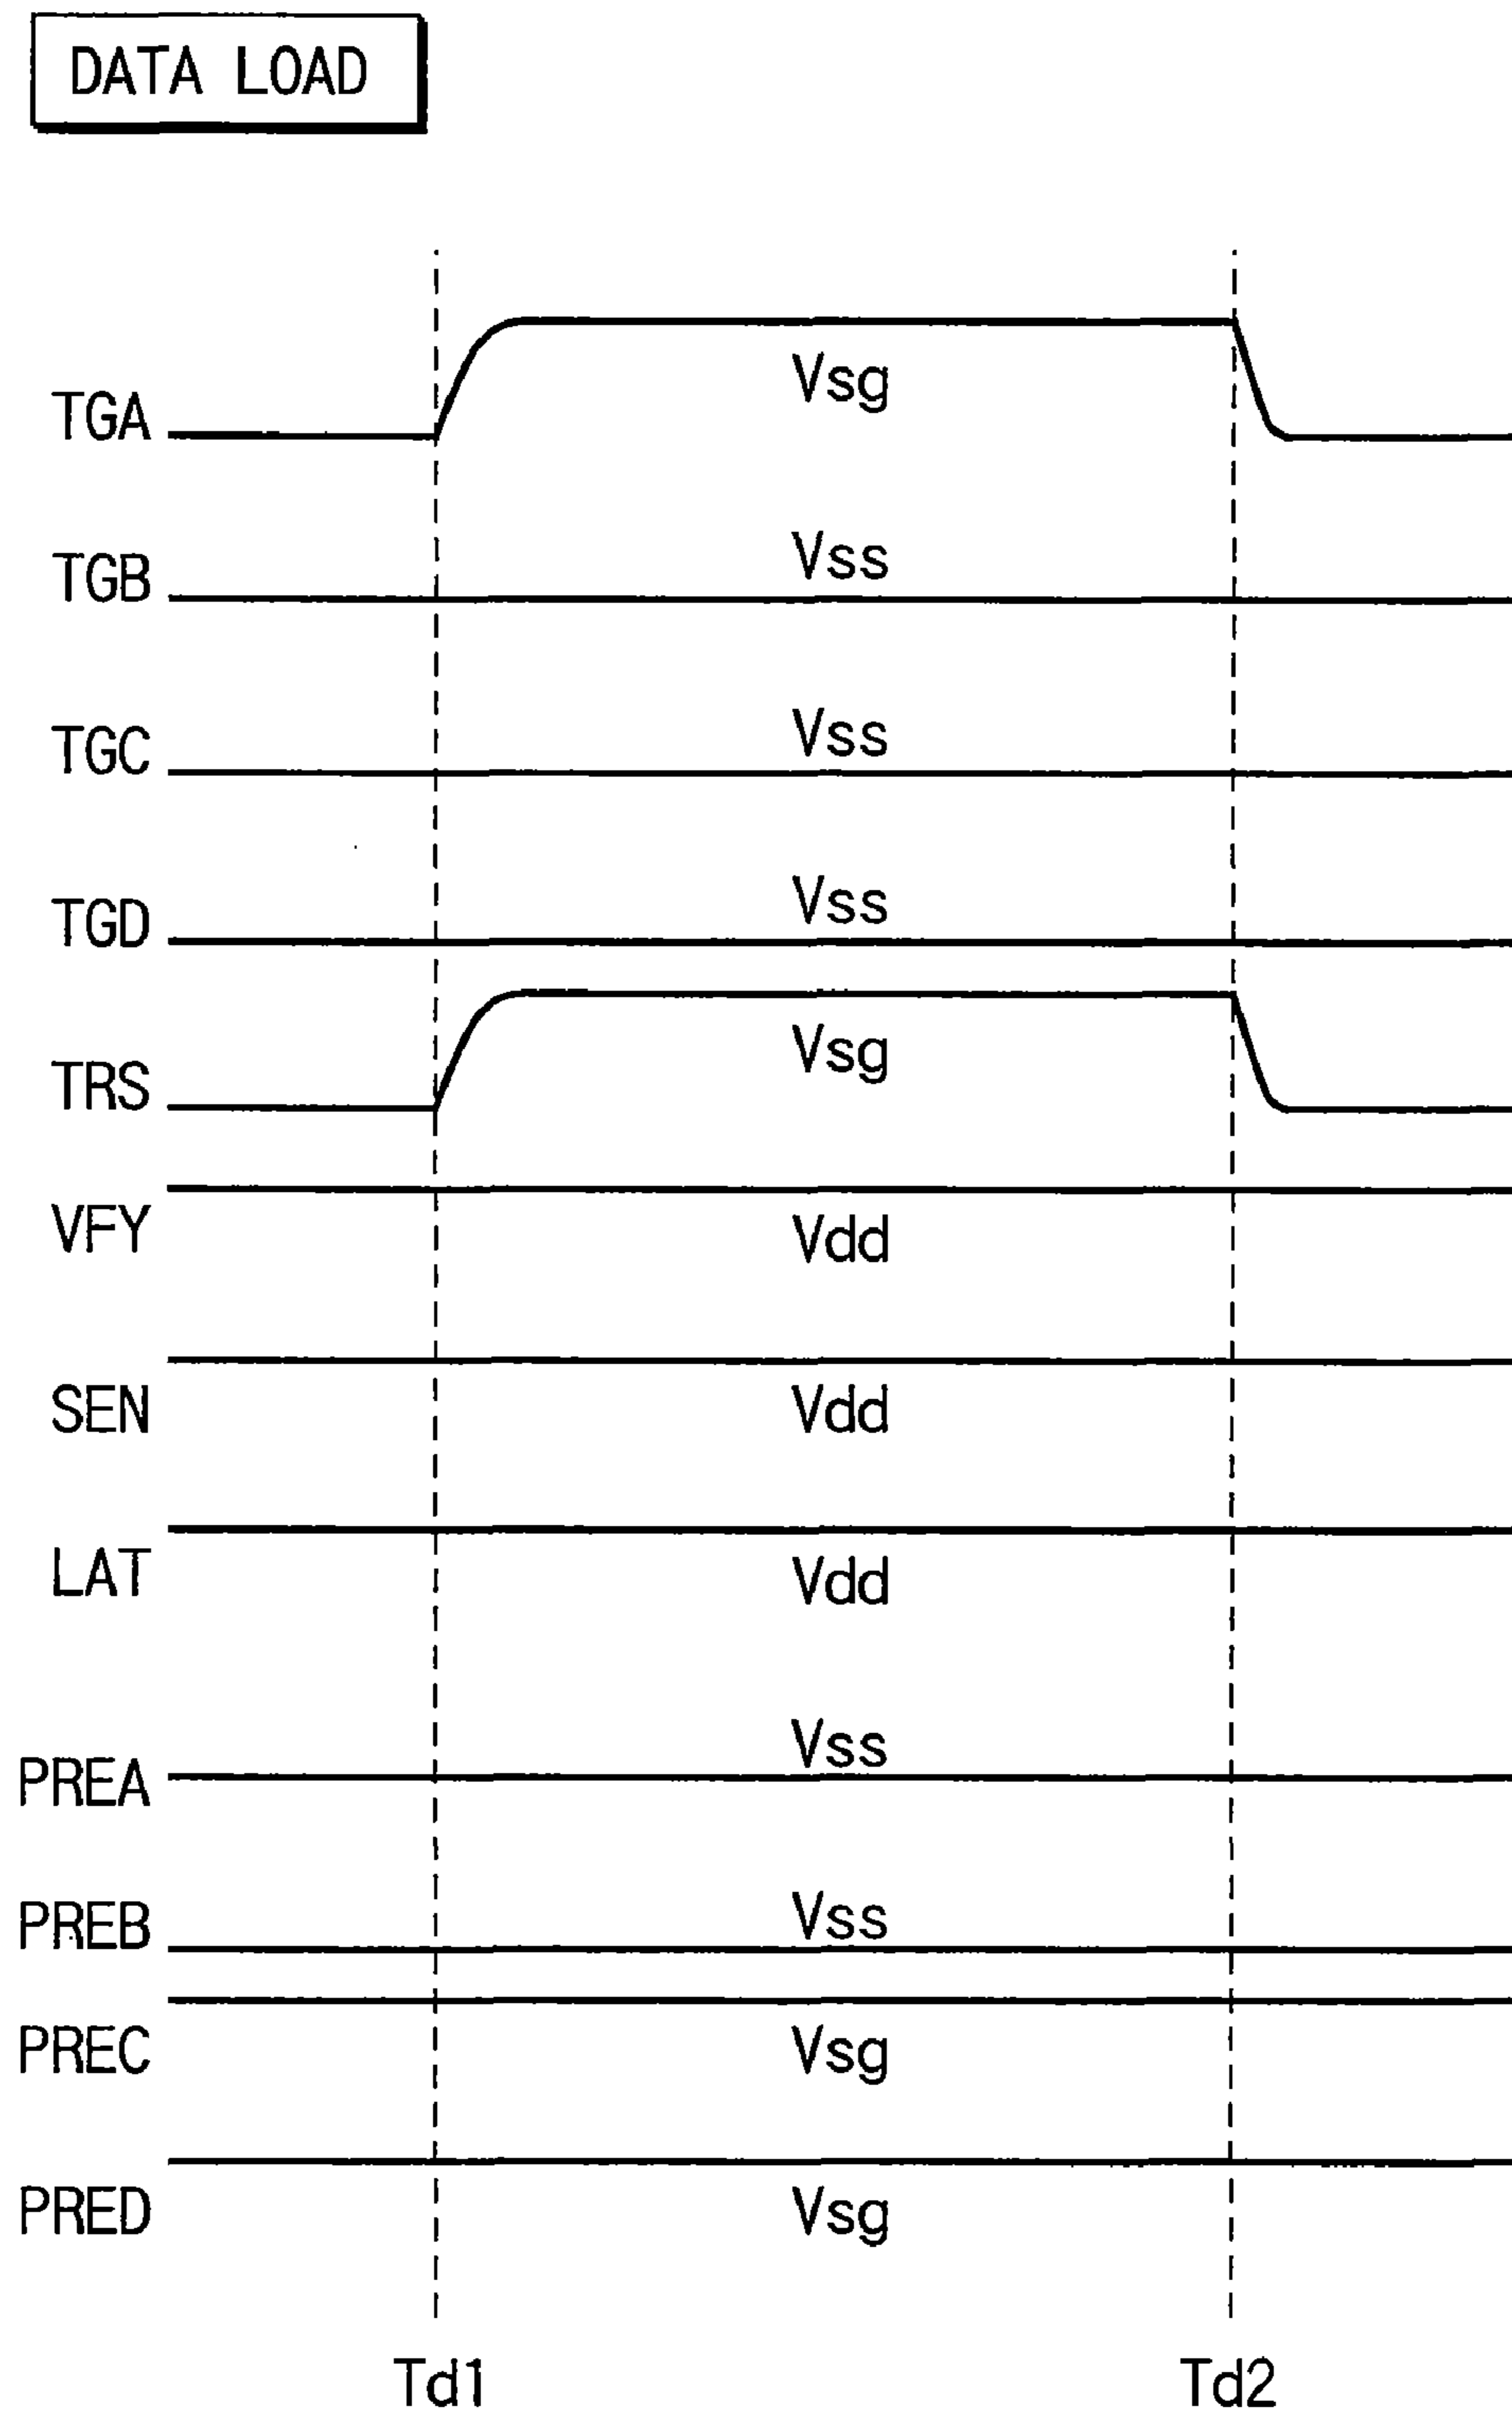 DATA LOAD
TGA Vsg
TGB Vss
TGC Vss
TGD Vss
TRS Vsg
VFY Vdd
SEN Vdd
LAT Vdd
PREA Vss
PREB Vss
PREC Vsg
PRED Vsg
Td1 Td2